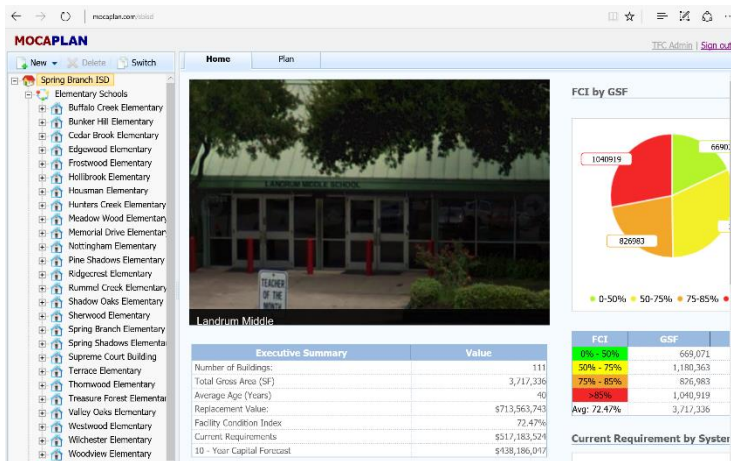 mocaplan.com/sbisd
MOCAPLAN
TFC Admin | Sign out
New Delete Switch
Home Plan
Spring Branch ISD
Elementary Schools
Buffalo Creek Elementary
Bunker Hill Elementary
Cedar Brook Elementary
Edgewood Elementary
Frostwood Elementary
Hollibrook Elementary
Housman Elementary
Hunters Creek Elementary
Meadow Wood Elementary
Memorial Drive Elementary
Nottingham Elementary
Pine Shadows Elementary
Ridgecrest Elementary
Rummel Creek Elementary
Shadow Oaks Elementary
Sherwood Elementary
Spring Branch Elementary
Spring Shadows Elementar
Supreme Court Building
Terrace Elementary
Thornwood Elementary
Treasure Forest Elementar
Valley Oaks Elementary
Westwood Elementary
Wilchester Elementary
Woodview Elementary
LANDRUM MIDDLE SCHOOL
TEACHER
OF THE
MONTH
Landrum Middle
Executive Summary Value
Number of Buildings: 111
Total Gross Area (SF) 3,717,336
Average Age (Years) 40
Replacement Value: $713,563,743
Facility Condition Index 72.47%
Current Requirements $517,183,524
10 - Year Capital Forecast $438,186,047
FCI by GSF
1040919
66907
826983
0-50% 50-75% 75-85%
FCI GSF
0% - 50% 669,071
50% - 75% 1,180,363
75% - 85% 826,983
>85% 1,040,919
Avg: 72.47% 3,717,336
Current Requirement by System